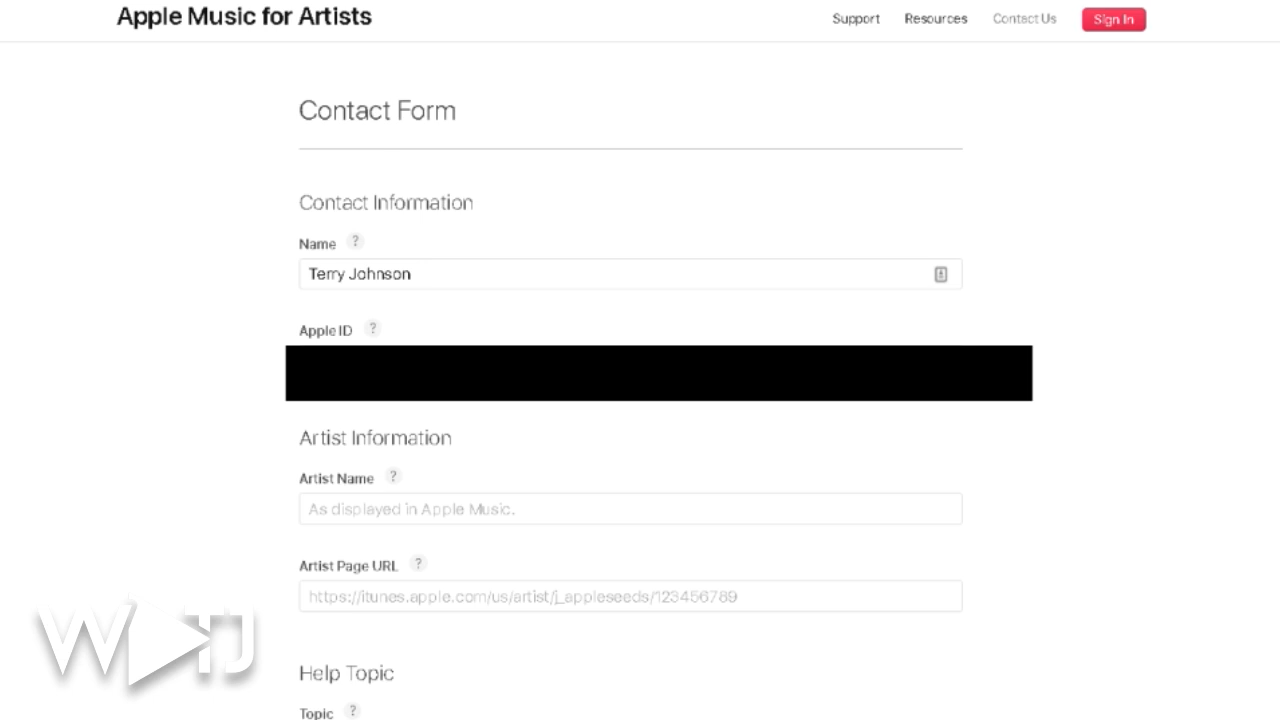 Apple Music for Artists
Support Resources Contact Us Sign In
Contact Form
Contact Information
Name ?
Terry Johnson
Apple ID ?
Artist Information
Artist Name ?
As displayed in Apple Music.
Artist Page URL ?
https://itunes.apple.com/us/artist/j_appleseeds/123456789
WTJ
Help Topic
Topic ?